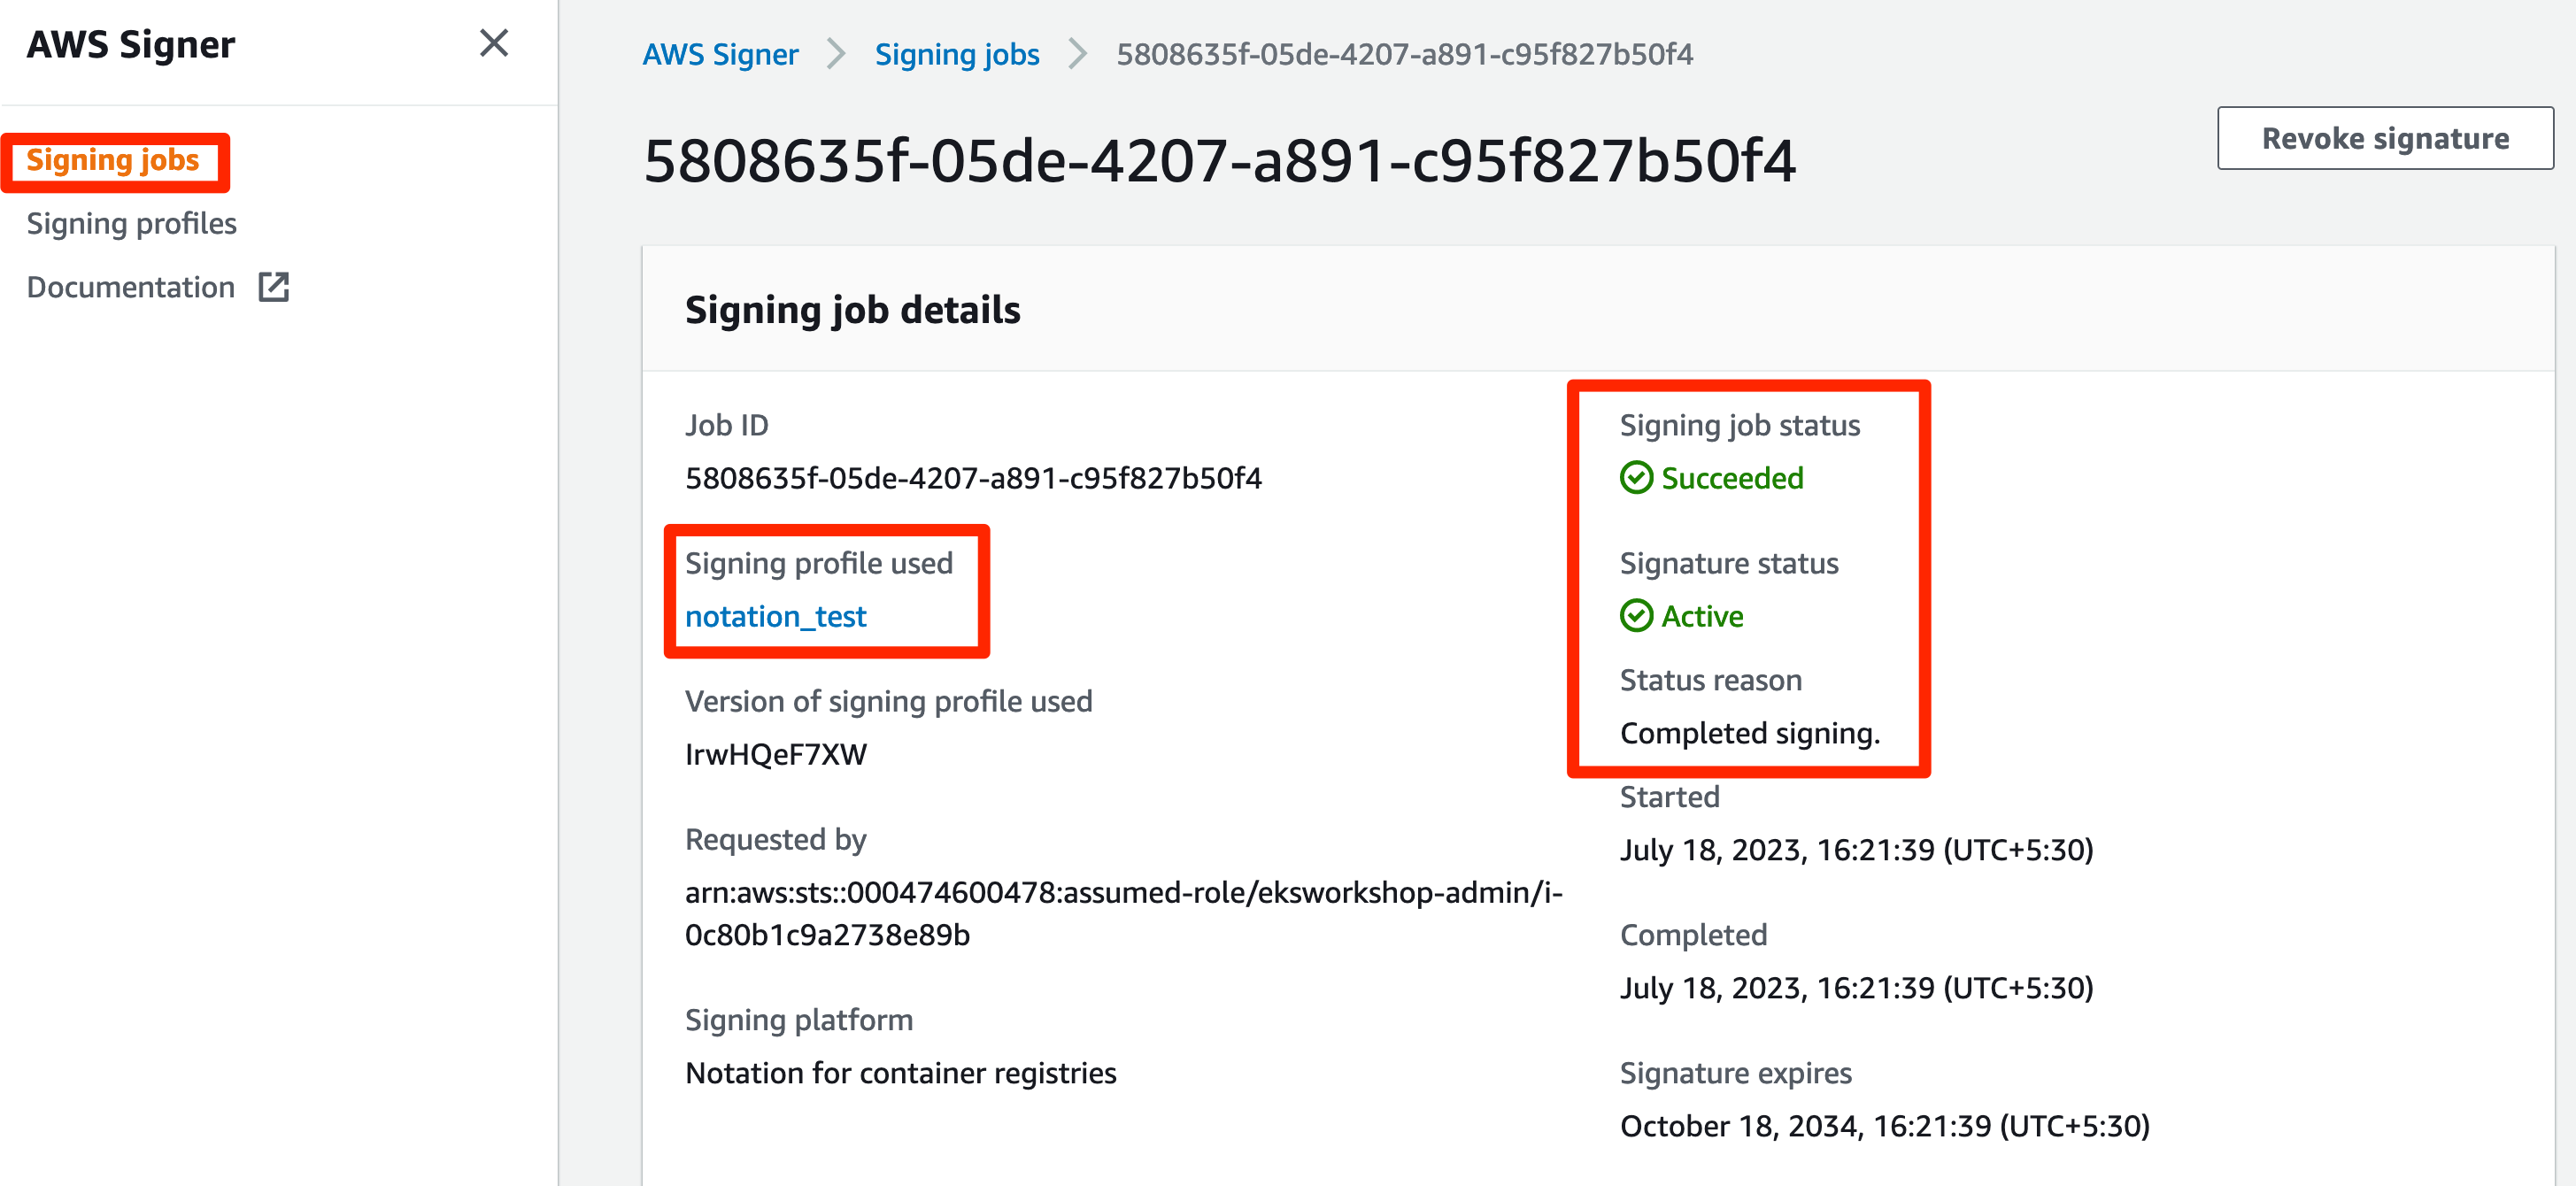 AWS Signer
Signing jobs
Signing profiles
Documentation
AWS Signer > Signing jobs > 5808635f-05de-4207-a891-c95f827b50f4
5808635f-05de-4207-a891-c95f827b50f4
Revoke signature
Signing job details
Job ID
5808635f-05de-4207-a891-c95f827b50f4
Signing profile used
notation_test
Version of signing profile used
IrwHQeF7XW
Requested by
arn:aws:sts::000474600478:assumed-role/eksworkshop-admin/i-
0c80b1c9a2738e89b
Signing platform
Notation for container registries
Signing job status
Succeeded
Signature status
Active
Status reason
Completed signing.
Started
July 18, 2023, 16:21:39 (UTC+5:30)
Completed
July 18, 2023, 16:21:39 (UTC+5:30)
Signature expires
October 18, 2034, 16:21:39 (UTC+5:30)